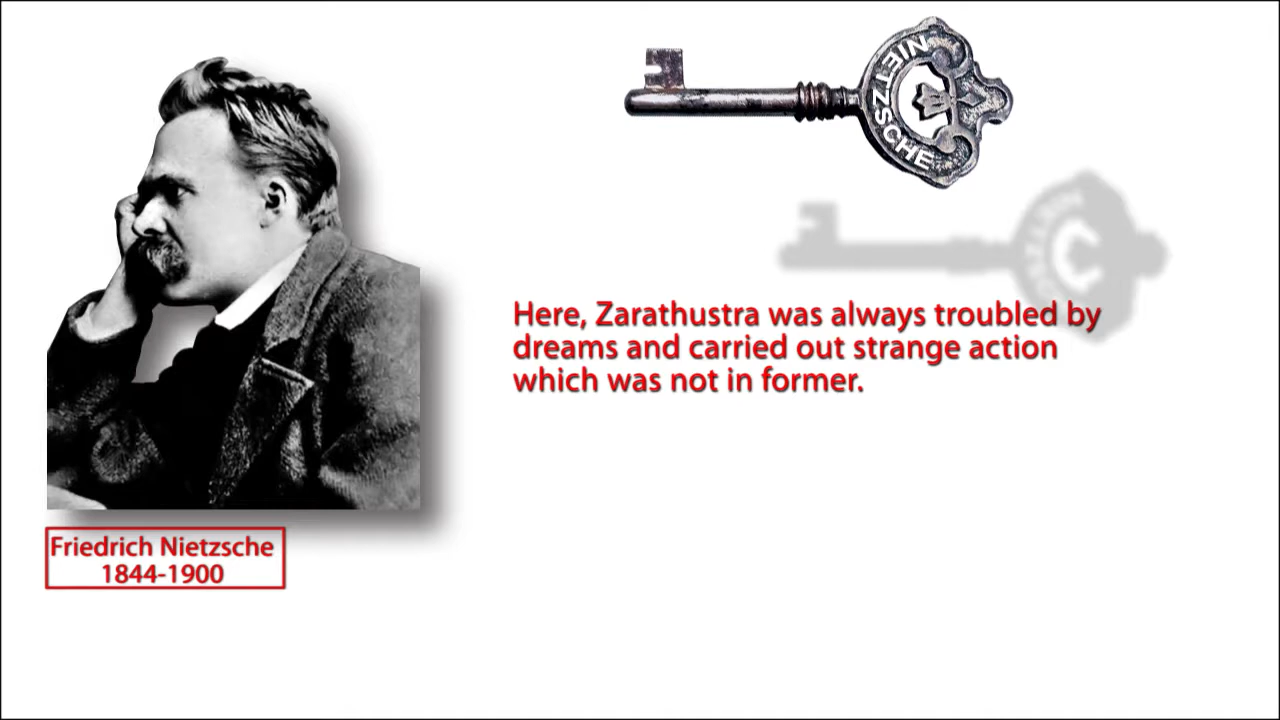 NIETZSCHE
Here, Zarathustra was always troubled by
dreams and carried out strange action
which was not in former.
Friedrich Nietzsche
1844-1900